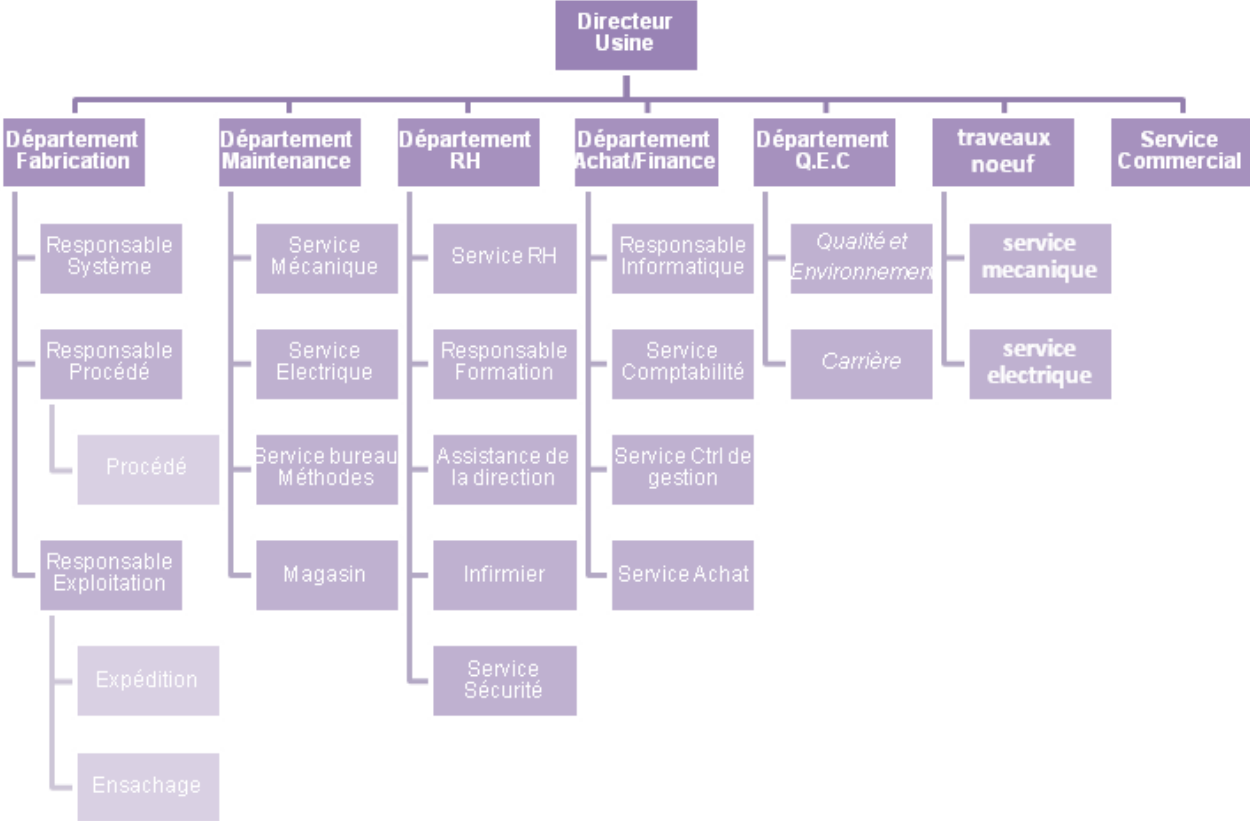 Directeur
Usine
Département
Fabrication
Département
Maintenance
Département
RH
Département
Achat/Finance
Département
Q.E.C
traveaux
noeuf
Service
Commercial
Responsable
Système
Service
Mécanique
Service RH
Responsable
Informatique
Qualité et
Environnement
service
mecanique
Responsable
Procédé
Service
Electrique
Responsable
Formation
Service
Comptabilité
Carrière
service
electrique
Procédé
Service bureau
Méthodes
Assistance de
la direction
Service Ctrl de
gestion
Responsable
Exploitation
Magasin
Infirmier
Service Achat
Expédition
Service
Sécurité
Ensachage